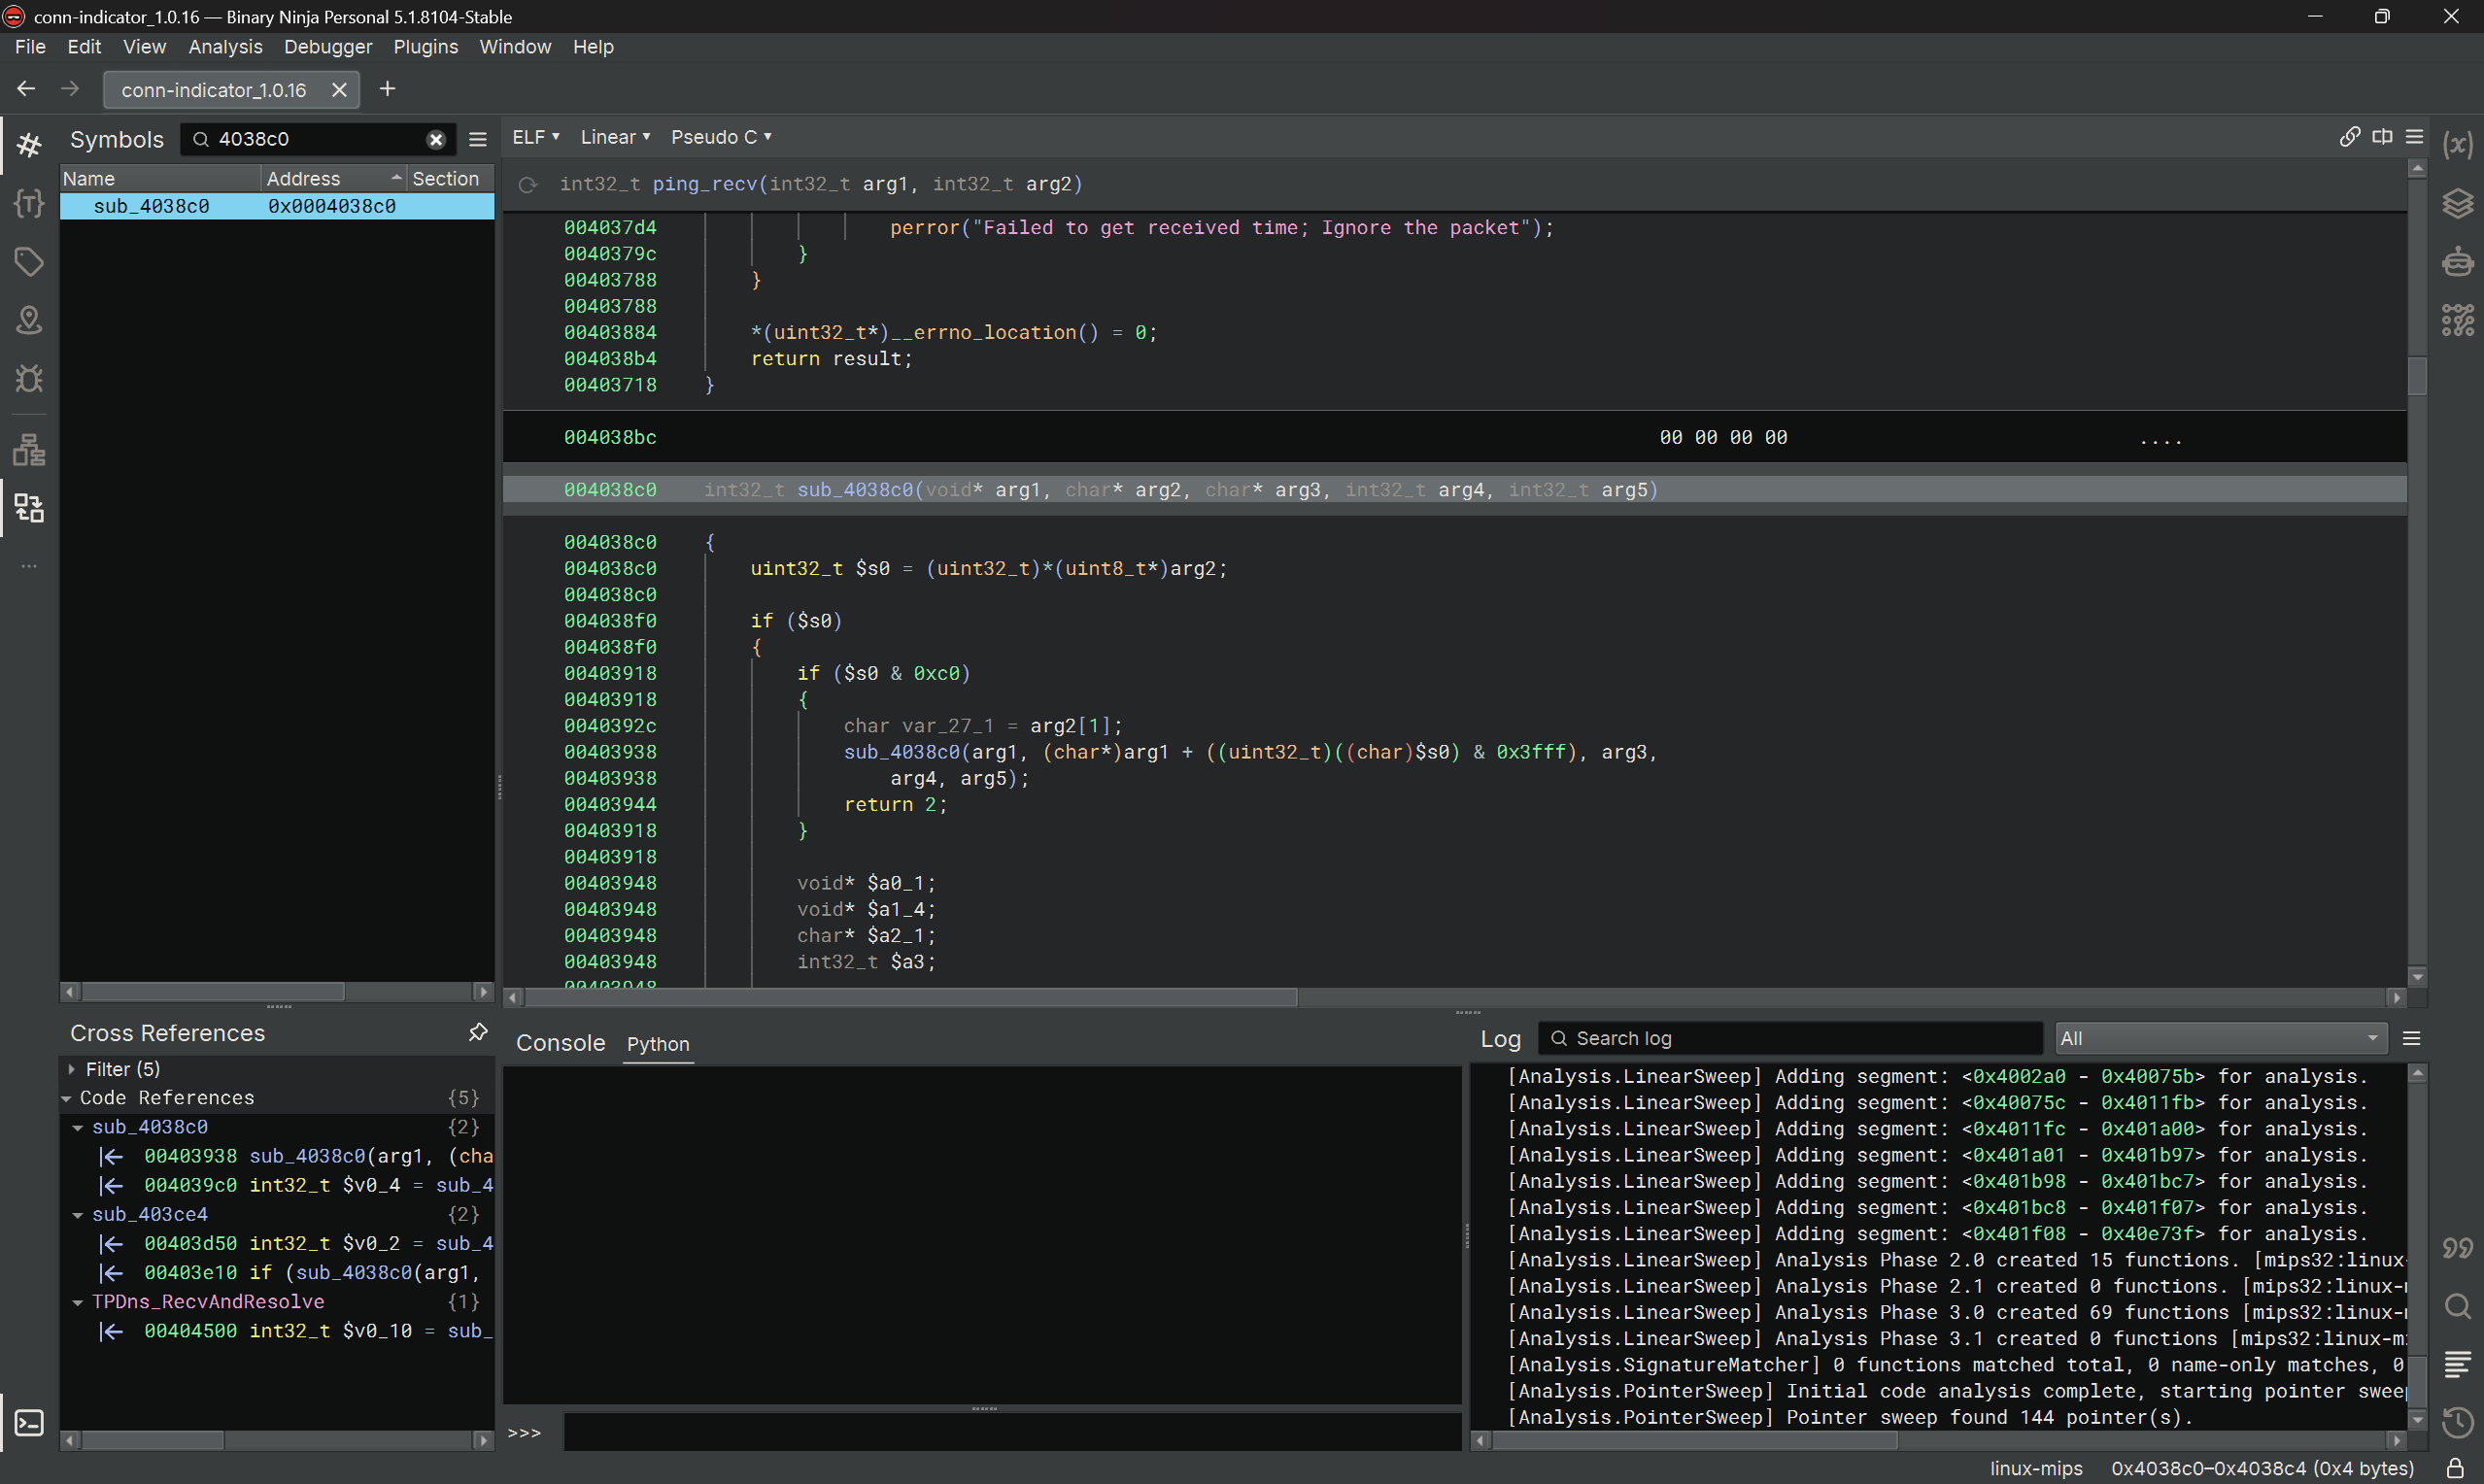 conn-indicator_1.0.16 — Binary Ninja Personal 5.1.8104-Stable
File Edit View Analysis Debugger Plugins Window Help
conn-indicator_1.0.16
Symbols 4038c0
Name Address Section
sub_4038c0 0x0004038c0
ELF Linear Pseudo C
int32_t ping_recv(int32_t arg1, int32_t arg2)
004037d4 perror("Failed to get received time; Ignore the packet");
0040379c }
00403788 }
00403788
00403884 *(uint32_t*)__errno_location() = 0;
004038b4 return result;
00403718 }
004038bc 00 00 00 00 ....
004038c0 int32_t sub_4038c0(void* arg1, char* arg2, char* arg3, int32_t arg4, int32_t arg5)
004038c0 {
004038c0 uint32_t $s0 = (uint32_t)*(uint8_t*)arg2;
004038c0
004038f0 if ($s0)
004038f0 {
00403918 if ($s0 & 0xc0)
00403918 {
0040392c char var_27_1 = arg2[1];
00403938 sub_4038c0(arg1, (char*)arg1 + ((uint32_t)((char)$s0) & 0x3fff), arg3,
00403938 arg4, arg5);
00403944 return 2;
00403918 }
00403918
00403948 void* $a0_1;
00403948 void* $a1_4;
00403948 char* $a2_1;
00403948 int32_t $a3;
00403948
Cross References
Filter (5)
Code References {5}
sub_4038c0 {2}
00403938 sub_4038c0(arg1, (cha
004039c0 int32_t $v0_4 = sub_4
sub_403ce4 {2}
00403d50 int32_t $v0_2 = sub_4
00403e10 if (sub_4038c0(arg1,
TPDns_RecvAndResolve {1}
00404500 int32_t $v0_10 = sub_
Console Python
>>>
Log Search log All
[Analysis.LinearSweep] Adding segment: <0x4002a0 - 0x40075b> for analysis.
[Analysis.LinearSweep] Adding segment: <0x40075c - 0x4011fb> for analysis.
[Analysis.LinearSweep] Adding segment: <0x4011fc - 0x401a00> for analysis.
[Analysis.LinearSweep] Adding segment: <0x401a01 - 0x401b97> for analysis.
[Analysis.LinearSweep] Adding segment: <0x401b98 - 0x401bc7> for analysis.
[Analysis.LinearSweep] Adding segment: <0x401bc8 - 0x401f07> for analysis.
[Analysis.LinearSweep] Adding segment: <0x401f08 - 0x40e73f> for analysis.
[Analysis.LinearSweep] Analysis Phase 2.0 created 15 functions. [mips32:linux-
[Analysis.LinearSweep] Analysis Phase 2.1 created 0 functions. [mips32:linux-
[Analysis.LinearSweep] Analysis Phase 3.0 created 69 functions [mips32:linux-
[Analysis.LinearSweep] Analysis Phase 3.1 created 0 functions [mips32:linux-m
[Analysis.SignatureMatcher] 0 functions matched total, 0 name-only matches, 0
[Analysis.PointerSweep] Initial code analysis complete, starting pointer swee
[Analysis.PointerSweep] Pointer sweep found 144 pointer(s).
linux-mips 0x4038c0-0x4038c4 (0x4 bytes)